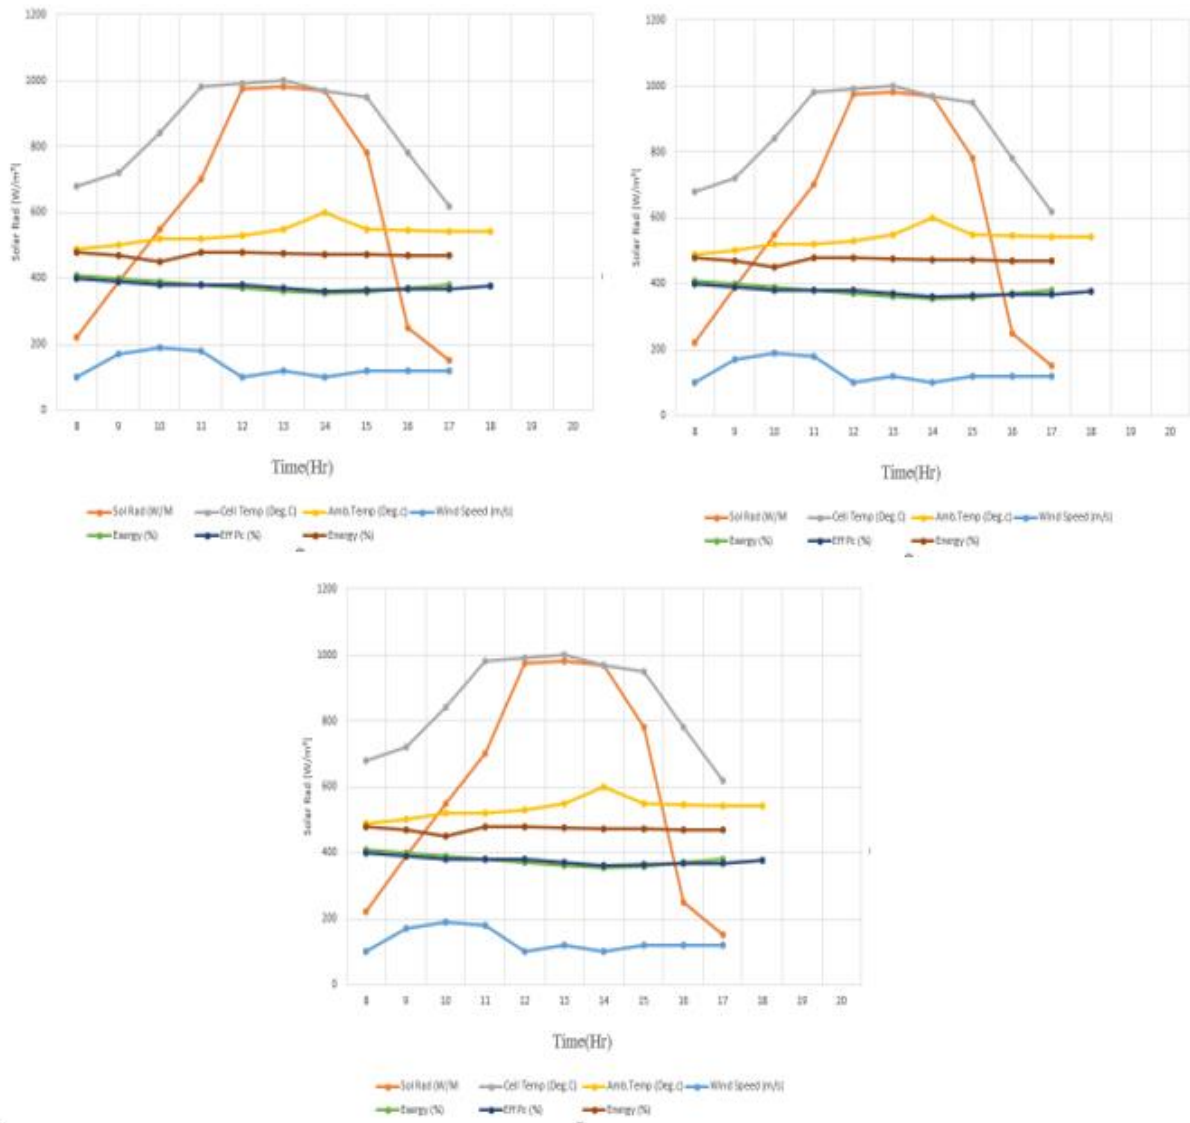 1200
1000
800
600
400
200
0
Solar Rad (W/m²)
8 9 10 11 12 13 14 15 16 17 18 19 20
Time(Hr)
Sol Rad (W/M Cell Temp (Deg.C) Amb.Temp (Deg.c) Wind Speed (m/s)
Exergy (%) Eff Pc (%) Energy (%)
1200
1000
800
600
400
200
0
Solar Rad (W/m²)
8 9 10 11 12 13 14 15 16 17 18 19 20
Time(Hr)
Sol Rad (W/M Cell Temp (Deg.C) Amb.Temp (Deg.c) Wind Speed (m/s)
Exergy (%) Eff Pc (%) Energy (%)
1200
1000
800
600
400
200
0
Solar Rad (W/m²)
8 9 10 11 12 13 14 15 16 17 18 19 20
Time(Hr)
Sol Rad (W/M Cell Temp (Deg.C) Amb.Temp (Deg.c) Wind Speed (m/s)
Exergy (%) Eff Pc (%) Energy (%)